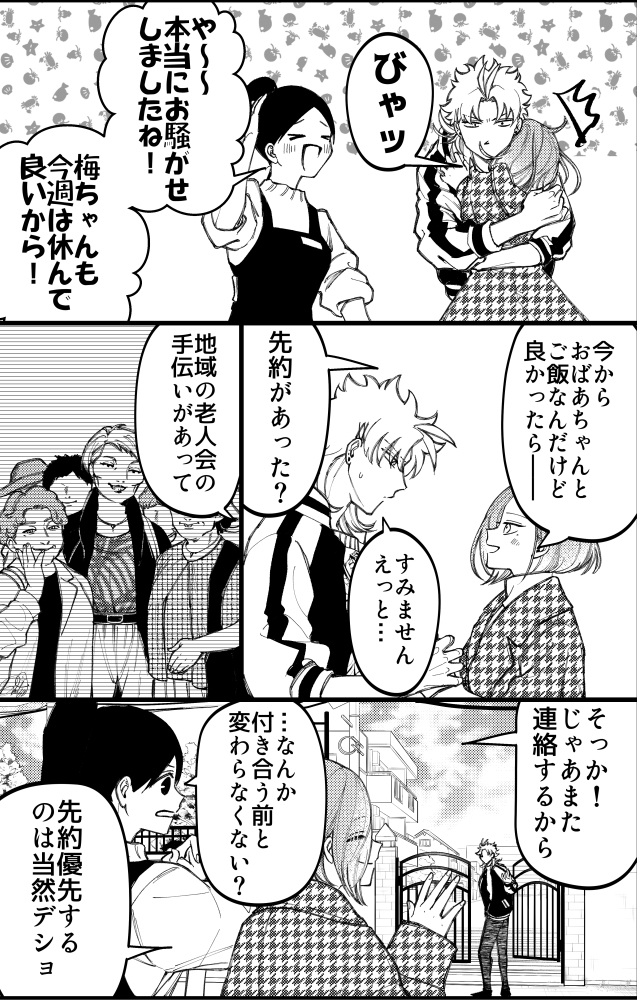 びャッ
や〜〜
本当にお騒がせ
しましたね！
梅ちゃんも
今週は休んで
良いから！
今から
おばあちゃんと
ご飯なんだけど
良かったら──
先約があった？
すみません
えっと…
地域の老人会の
手伝いがあって
そっか！
じゃあまた
連絡するから
…なんか
付き合う前と
変わらなくない？
先約優先する
のは当然デショ